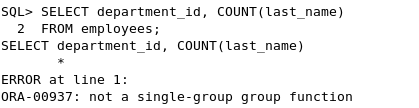 SQL> SELECT department_id, COUNT(last_name)
  2  FROM employees;
SELECT department_id, COUNT(last_name)
       *
ERROR at line 1:
ORA-00937: not a single-group group function